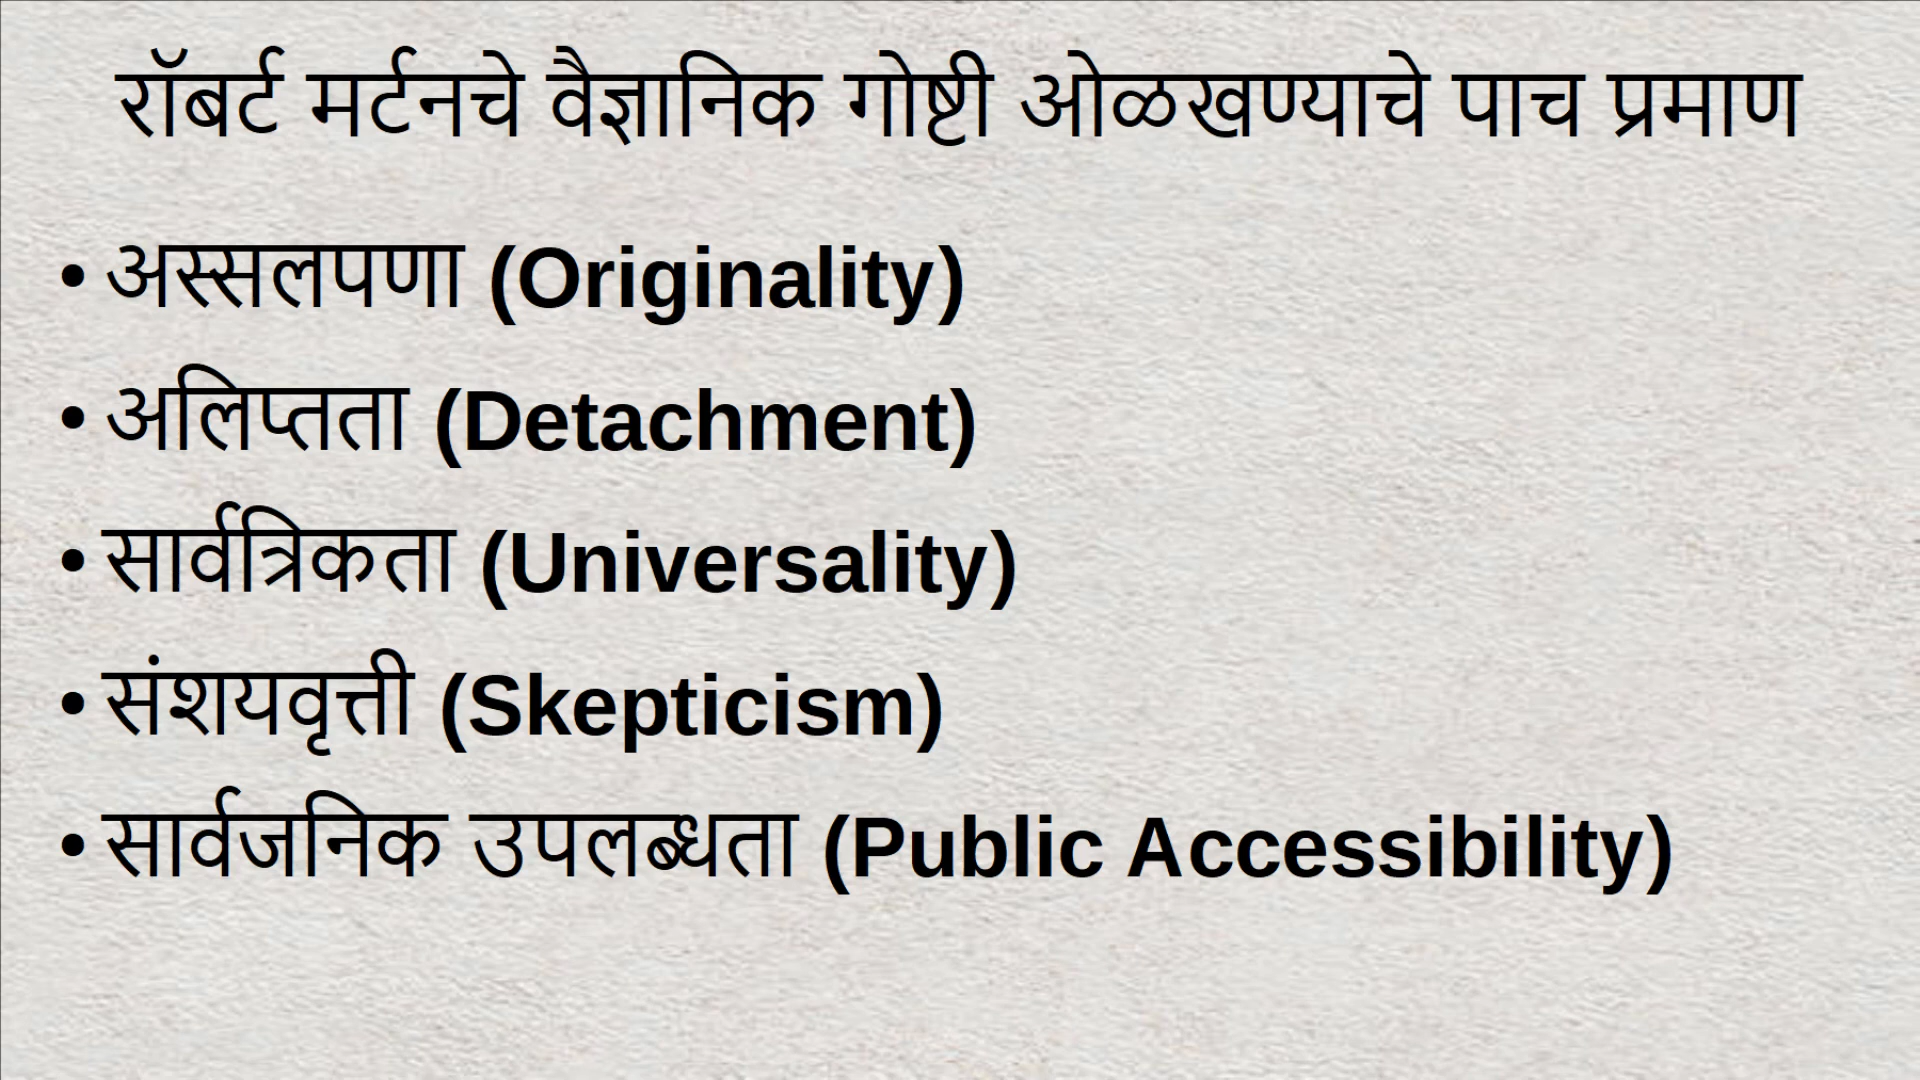 रॉबर्ट मर्टनचे वैज्ञानिक गोष्टी ओळखण्याचे पाच प्रमाण
• अस्सलपणा (Originality)
• अलिप्तता (Detachment)
• सार्वत्रिकता (Universality)
• संशयवृत्ती (Skepticism)
• सार्वजनिक उपलब्धता (Public Accessibility)